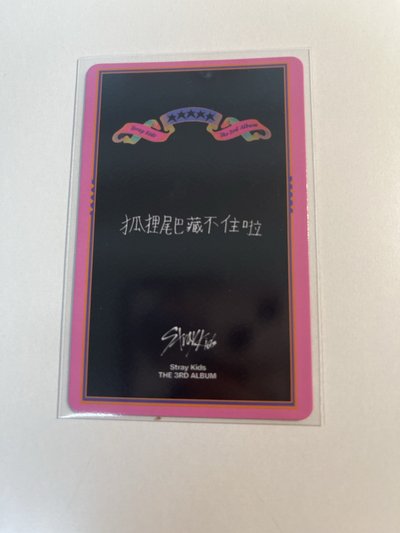 Stray Kids
The 3rd Album
狐狸尾巴藏不住啦
Stray Kids
Stray Kids
THE 3RD ALBUM